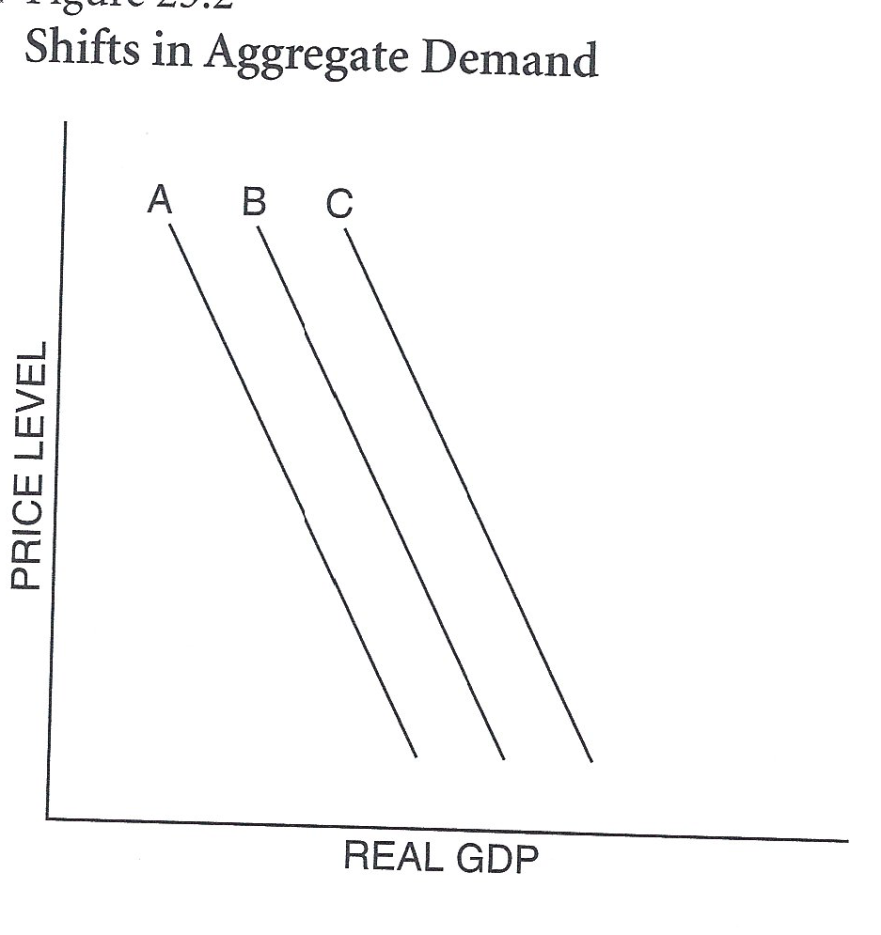 Shifts in Aggregate Demand
A B C
PRICE LEVEL
REAL GDP